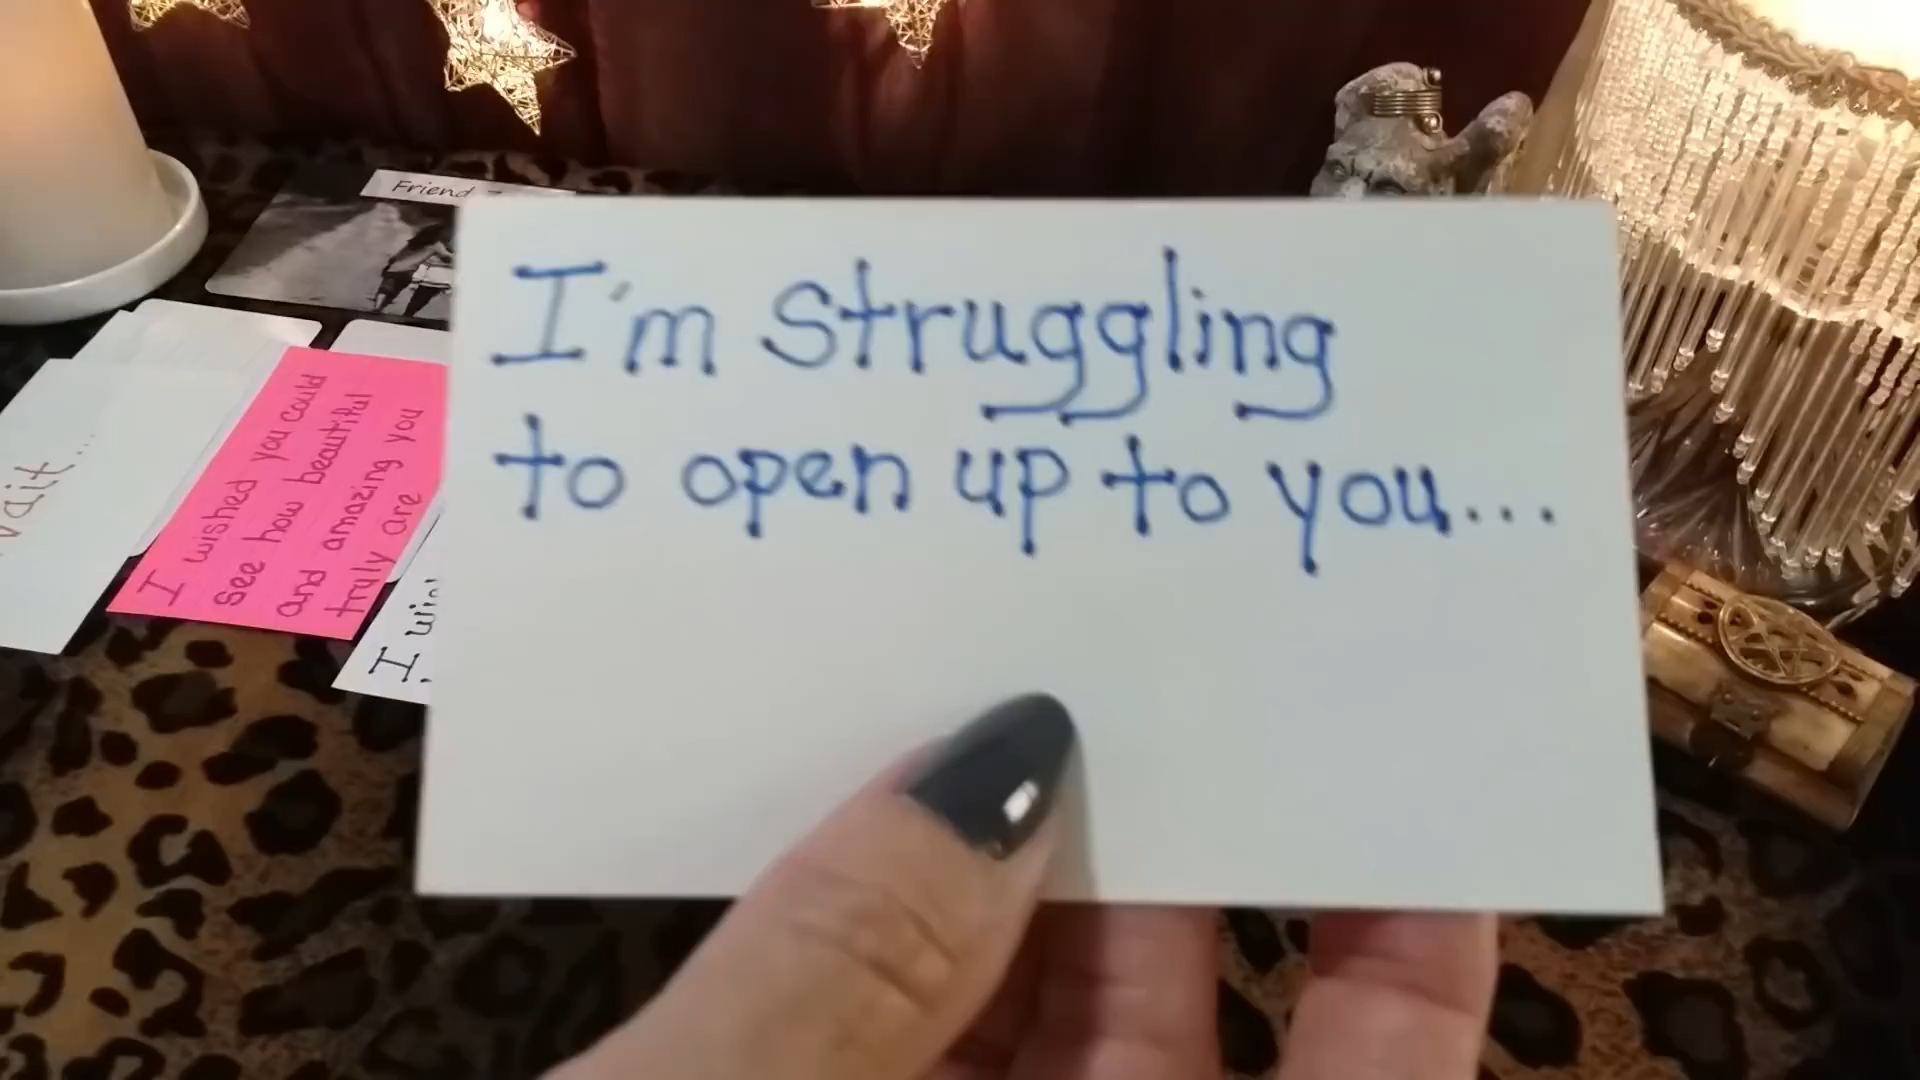 I'm struggling
to open up to you...
Friend
I wished you could
see how beautiful
and amazing you
truly are
I